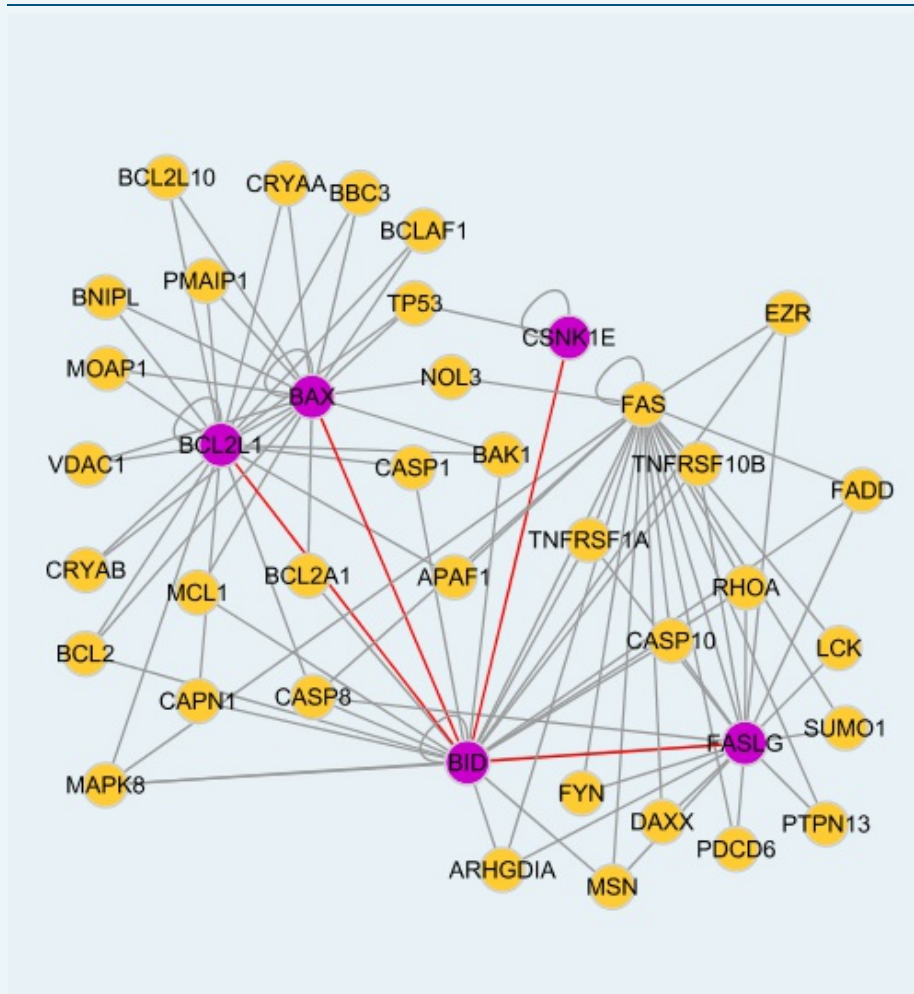 BCL2L10
CRYAA
BBC3
BCLAF1
PMAIP1
BNIPL
TP53
EZR
CSNK1E
MOAP1
NOL3
BAX
FAS
BCL2L1
VDAC1
CASP1
BAK1
TNFRSF10B
FADD
TNFRSF1A
CRYAB
MCL1
BCL2A1
APAF1
RHOA
CASP10
LCK
BCL2
CAPN1
CASP8
SUMO1
FASLG
BID
MAPK8
FYN
DAXX
PTPN13
PDCD6
ARHGDIA
MSN